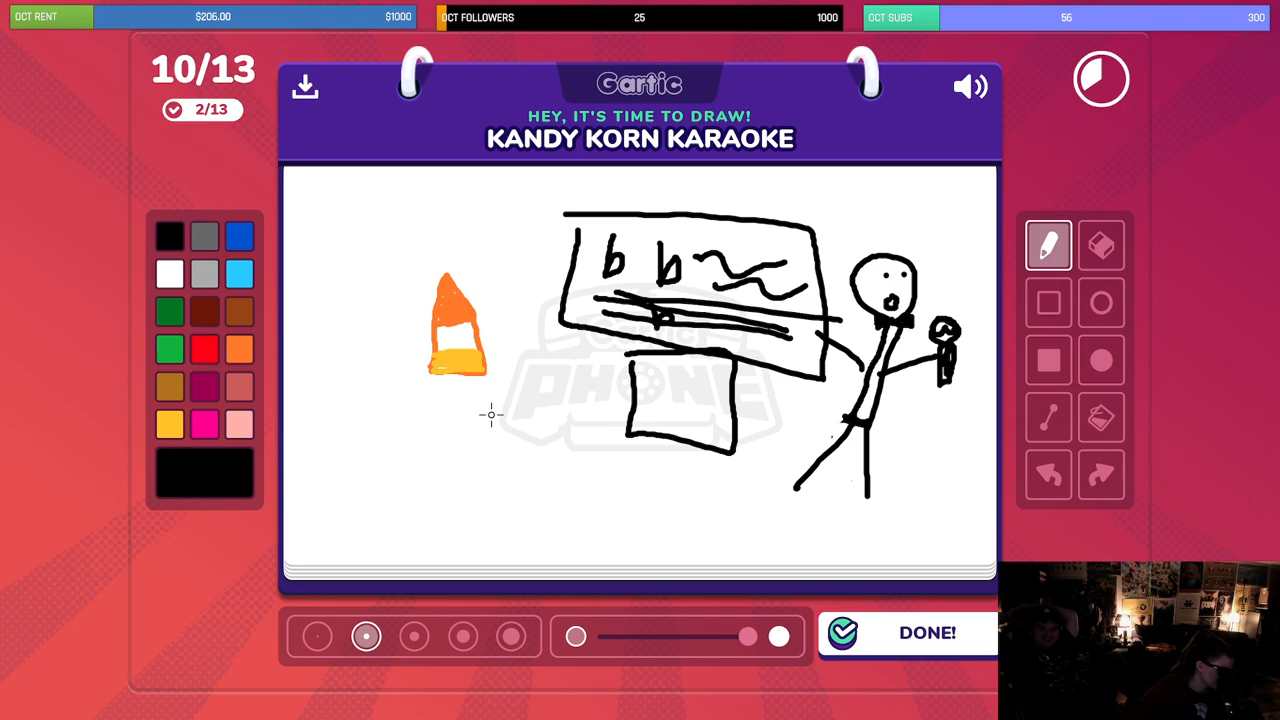 OCT RENT $206.00 $1000 OCT FOLLOWERS 25 1000 OCT SUBS 56 300
10/13
2/13
Gartic
HEY, IT'S TIME TO DRAW!
KANDY KORN KARAOKE
b b
Gartic
PHONE
DONE!